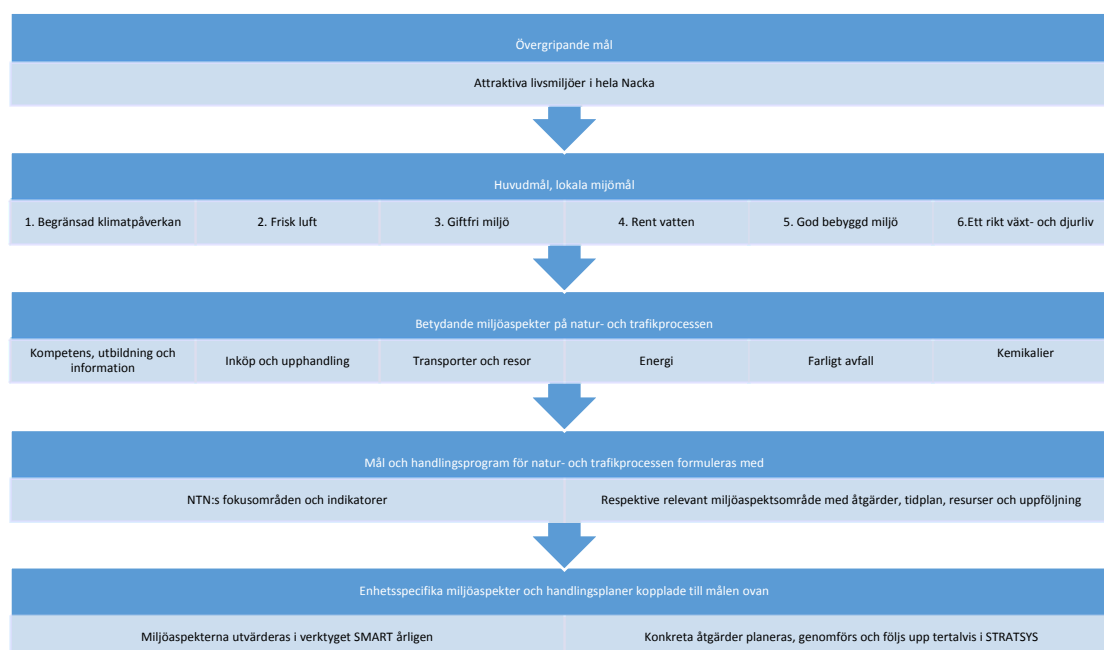 Övergripande mål
Attraktiva livsmiljöer i hela Nacka
Huvudmål, lokala mijömål
1. Begränsad klimatpåverkan
2. Frisk luft
3. Giftfri miljö
4. Rent vatten
5. God bebyggd miljö
6.Ett rikt växt- och djurliv
Betydande miljöaspekter på natur- och trafikprocessen
Kompetens, utbildning och
information
Inköp och upphandling
Transporter och resor
Energi
Farligt avfall
Kemikalier
Mål och handlingsprogram för natur- och trafikprocessen formuleras med
NTN:s fokusområden och indikatorer
Respektive relevant miljöaspektsområde med åtgärder, tidplan, resurser och uppföljning
Enhetsspecifika miljöaspekter och handlingsplaner kopplade till målen ovan
Miljöaspekterna utvärderas i verktyget SMART årligen
Konkreta åtgärder planeras, genomförs och följs upp tertalvis i STRATSYS